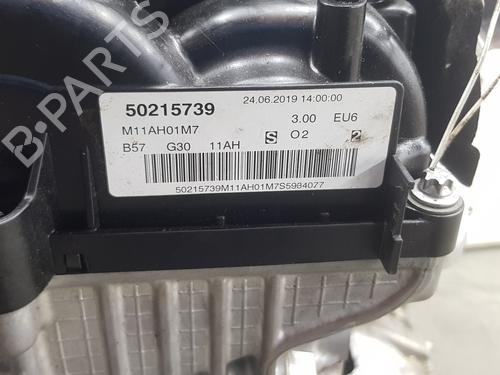 50215739 24.06.2019 14:00:00
M11AH01M7 3.00 EU6
B57 G30 11AH S O2 2
50215739M11AH01M7S5984077
B-PARTS